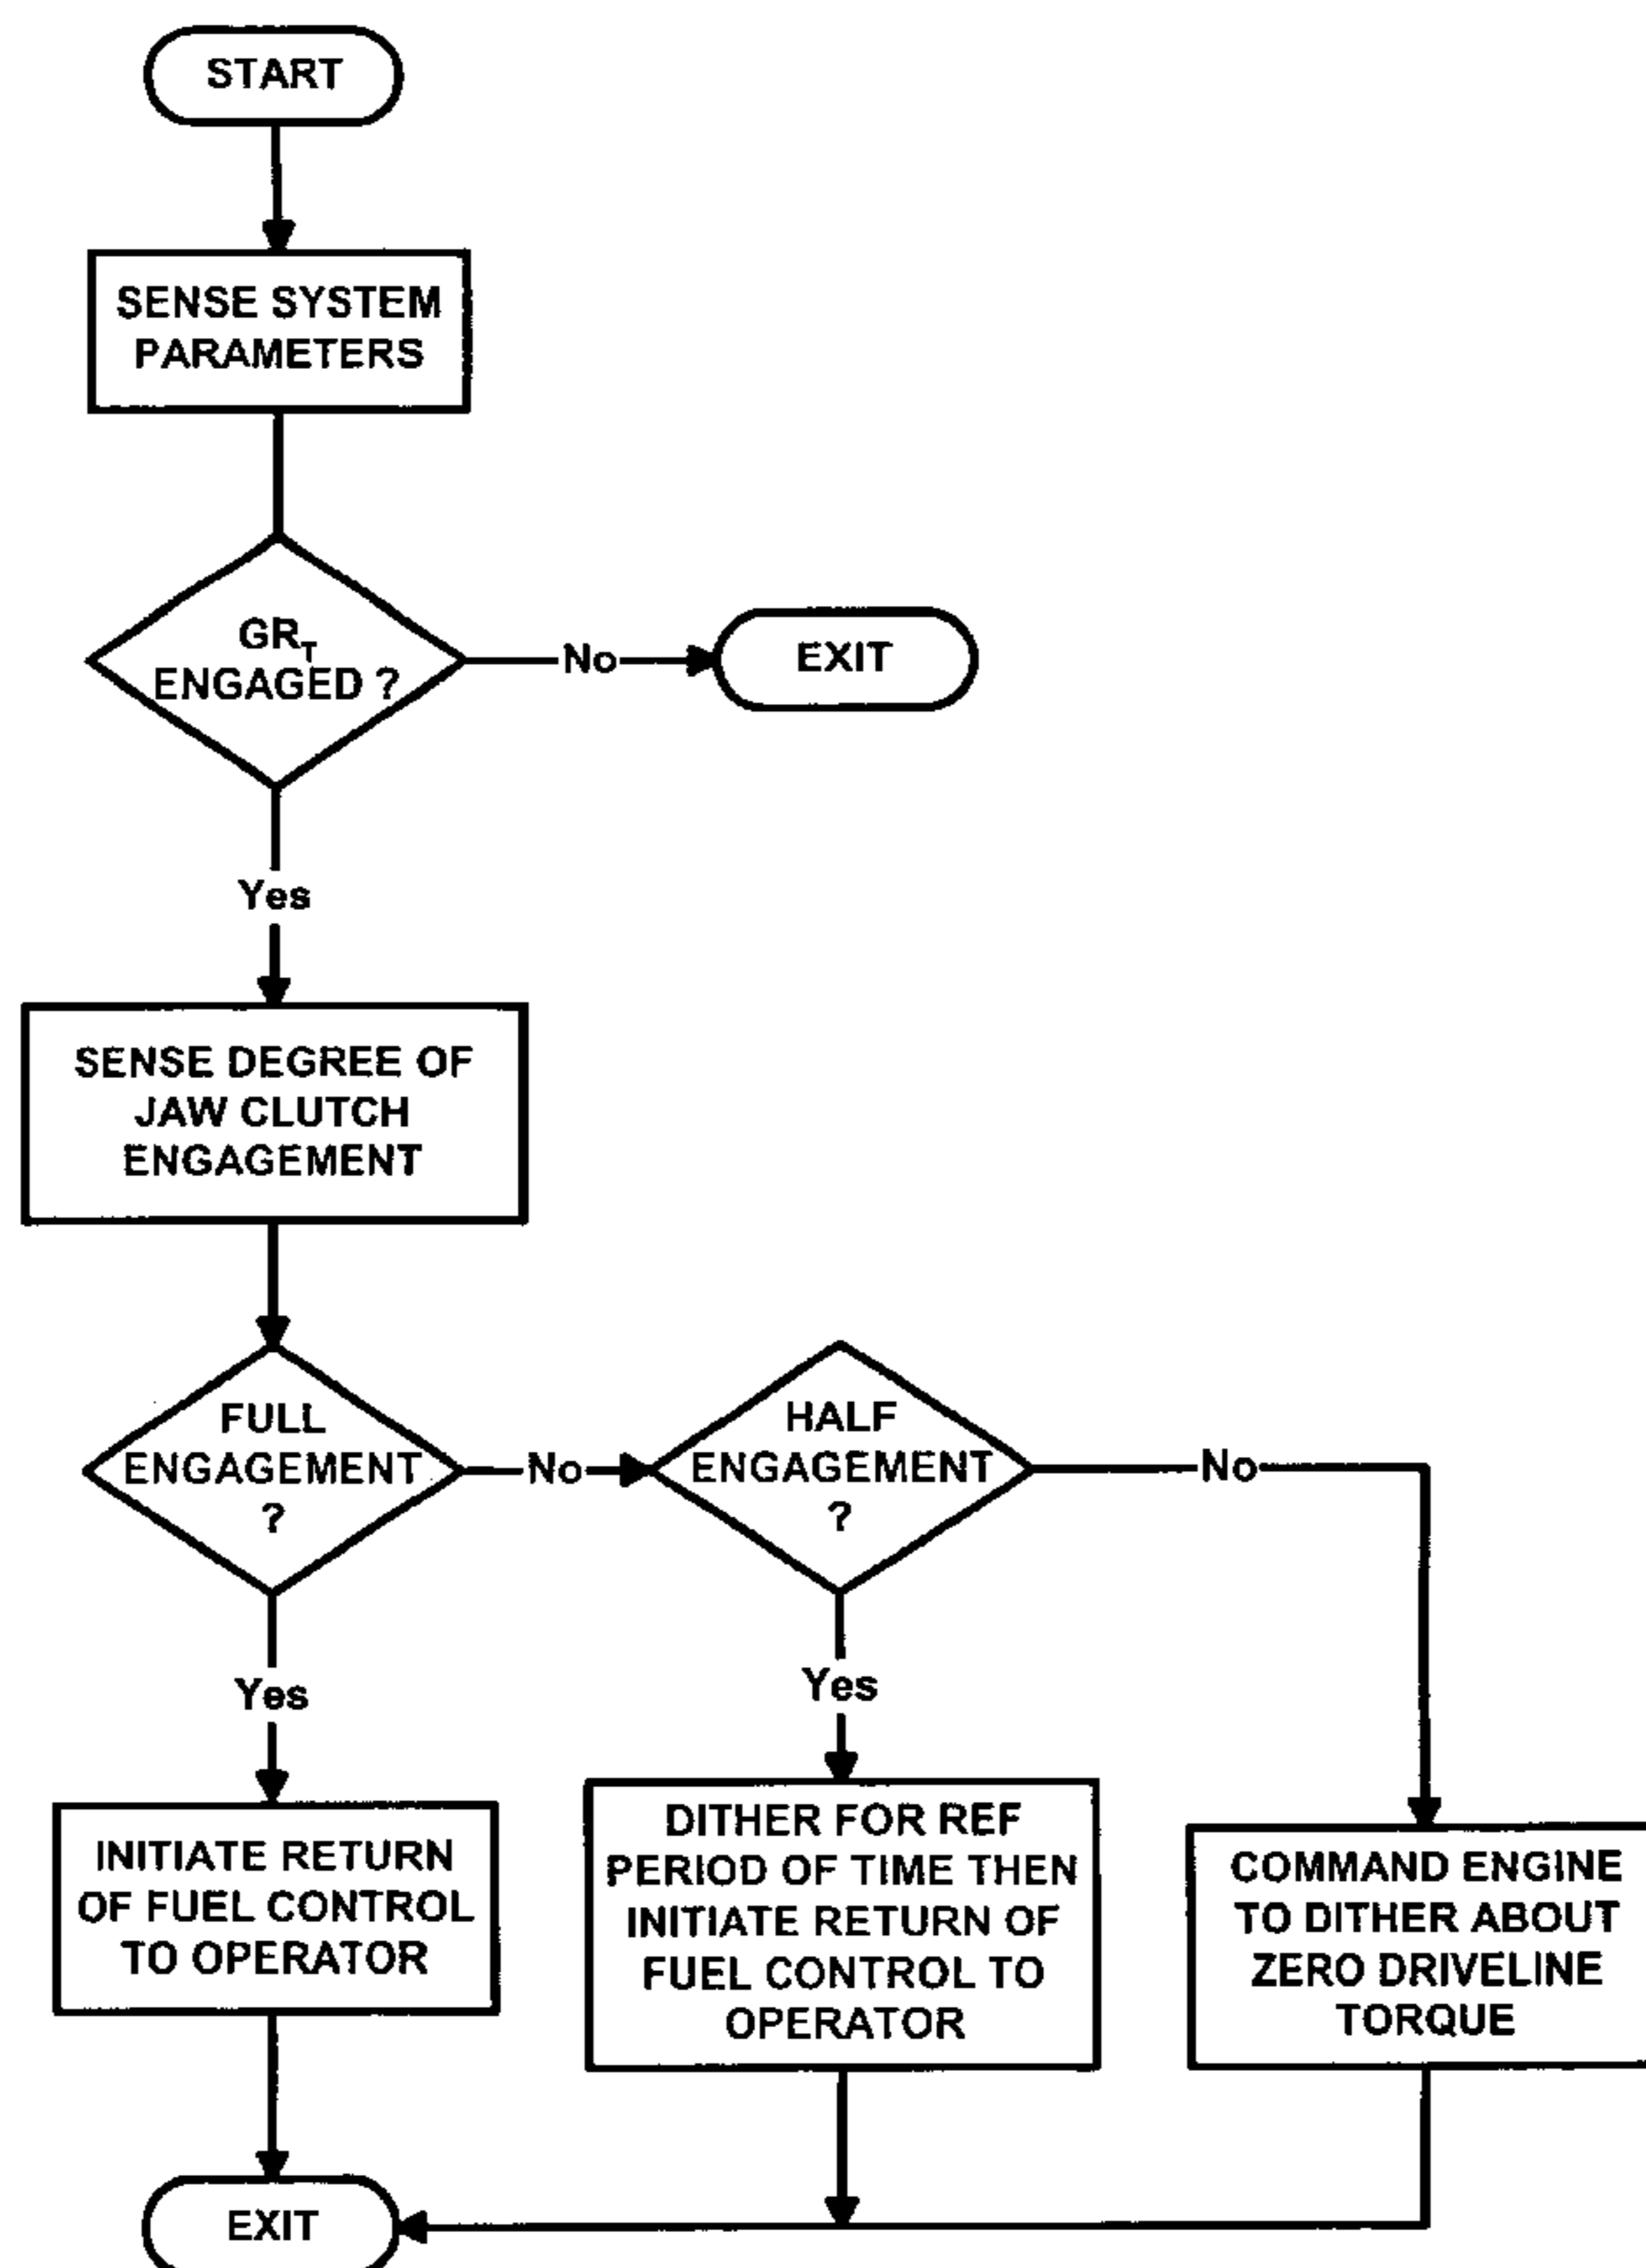 START
SENSE SYSTEM
PARAMETERS
GRT
ENGAGED ?
No
EXIT
Yes
SENSE DEGREE OF
JAW CLUTCH
ENGAGEMENT
FULL
ENGAGEMENT
?
No
HALF
ENGAGEMENT
?
No
Yes
Yes
INITIATE RETURN
OF FUEL CONTROL
TO OPERATOR
DITHER FOR REF
PERIOD OF TIME THEN
INITIATE RETURN OF
FUEL CONTROL TO
OPERATOR
COMMAND ENGINE
TO DITHER ABOUT
ZERO DRIVELINE
TORQUE
EXIT